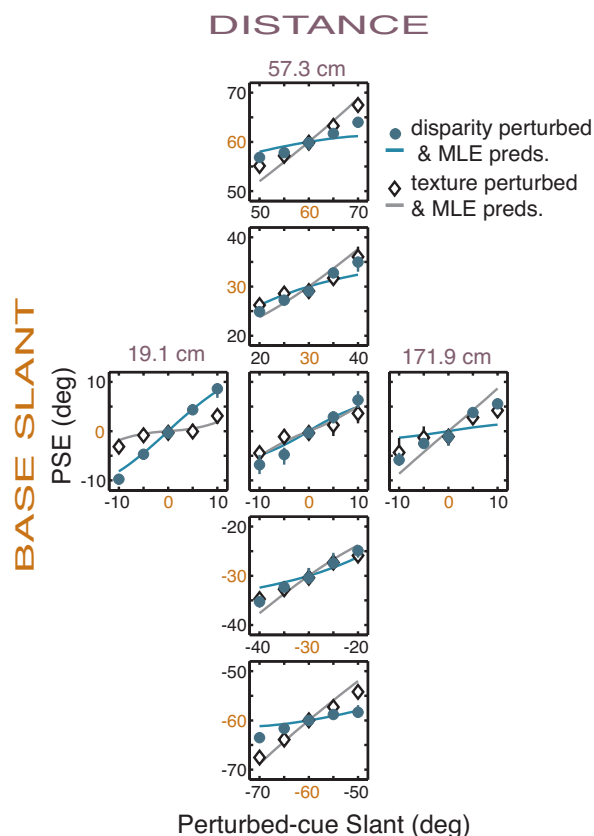 DISTANCE
57.3 cm
70
60
50
50 60 70
disparity perturbed
& MLE preds.
texture perturbed
& MLE preds.
40
30
20
20 30 40
BASE SLANT
PSE (deg)
19.1 cm
10
0
-10
-10 0 10
-10 0 10
171.9 cm
-10 0 10
-20
-30
-40
-40 -30 -20
-50
-60
-70
-70 -60 -50
Perturbed-cue Slant (deg)